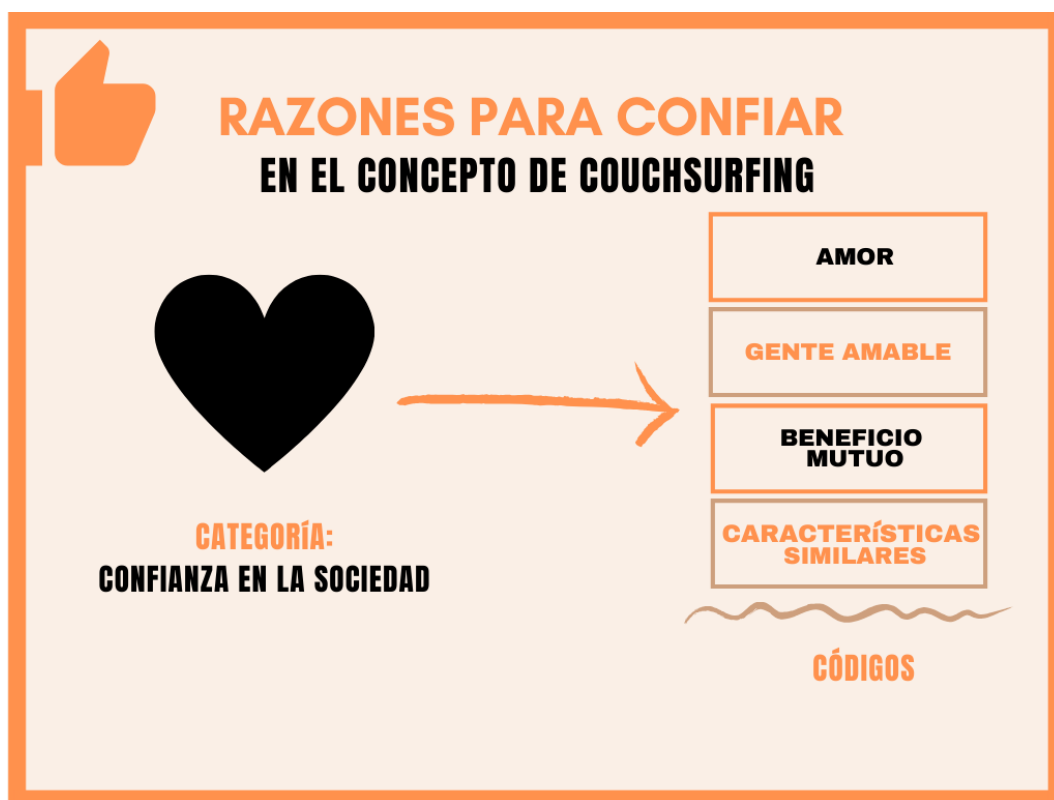 RAZONES PARA CONFIAR
EN EL CONCEPTO DE COUCHSURFING
AMOR
GENTE AMABLE
BENEFICIO
MUTUO
CARACTERÍSTICAS
SIMILARES
CATEGORÍA:
CONFIANZA EN LA SOCIEDAD
CÓDIGOS